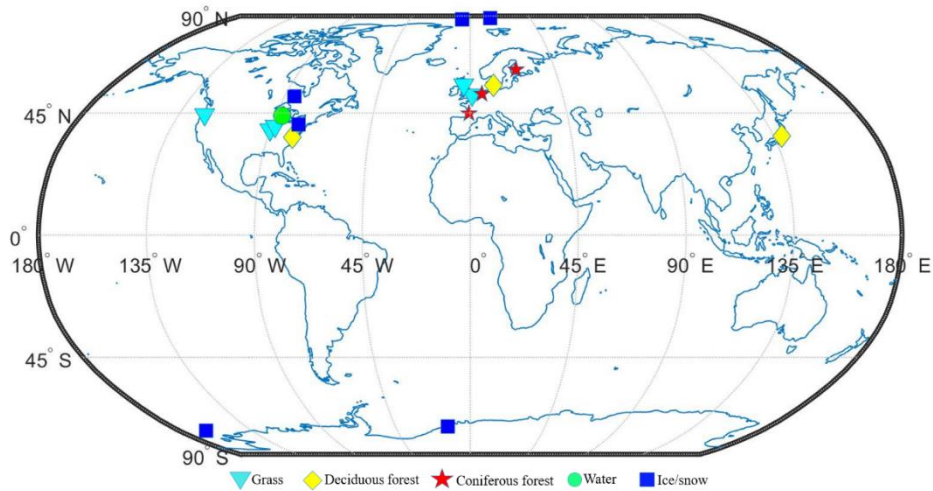 90° N
45° N
0°
180° W 135° W 90° W 45° W 0° 45° E 90° E 135° E 180° E
45° S
90° S
Grass Deciduous forest Coniferous forest Water Ice/snow